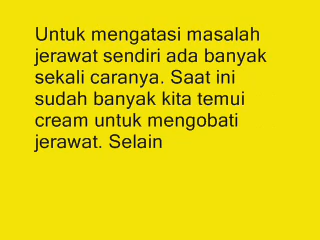 Untuk mengatasi masalah
jerawat sendiri ada banyak
sekali caranya. Saat ini
sudah banyak kita temui
cream untuk mengobati
jerawat. Selain